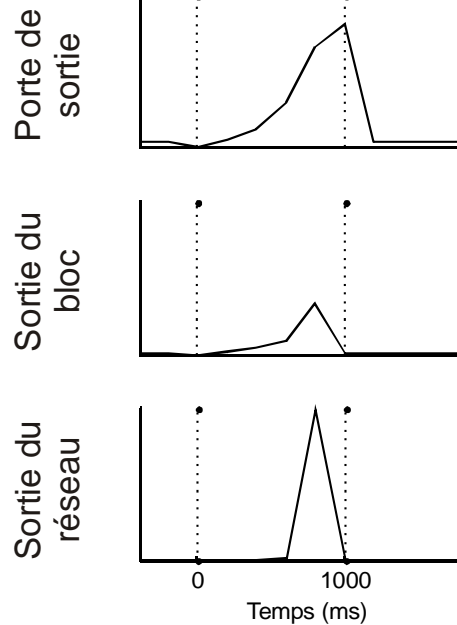 Porte de
sortie
Sortie du
bloc
Sortie du
réseau
0 1000
Temps (ms)